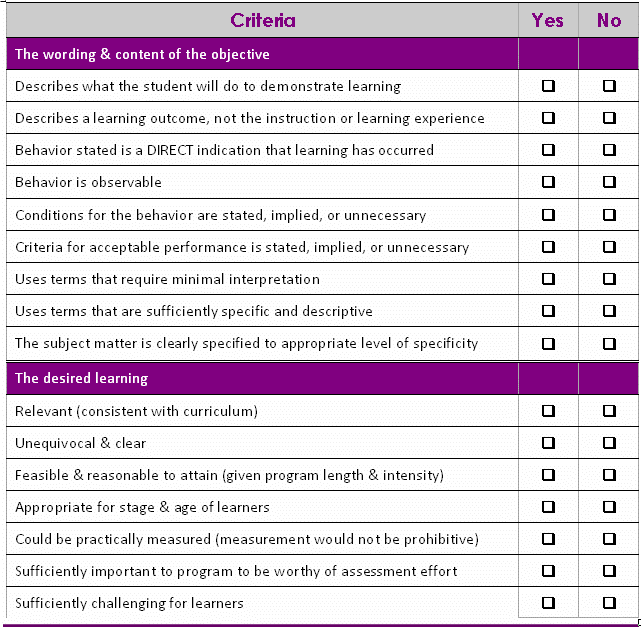 Criteria Yes No
The wording & content of the objective
Describes what the student will do to demonstrate learning
Describes a learning outcome, not the instruction or learning experience
Behavior stated is a DIRECT indication that learning has occurred
Behavior is observable
Conditions for the behavior are stated, implied, or unnecessary
Criteria for acceptable performance is stated, implied, or unnecessary
Uses terms that require minimal interpretation
Uses terms that are sufficiently specific and descriptive
The subject matter is clearly specified to appropriate level of specificity
The desired learning
Relevant (consistent with curriculum)
Unequivocal & clear
Feasible & reasonable to attain (given program length & intensity)
Appropriate for stage & age of learners
Could be practically measured (measurement would not be prohibitive)
Sufficiently important to program to be worthy of assessment effort
Sufficiently challenging for learners